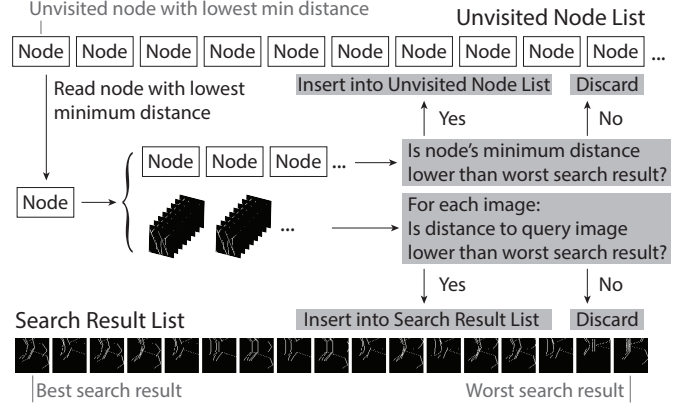 Unvisited node with lowest min distance
Unvisited Node List
Node Node Node Node Node Node Node Node Node Node ...
Read node with lowest
minimum distance
Insert into Unvisited Node List Discard
Yes No
Node Node Node ...
Is node's minimum distance
lower than worst search result?
Node
...
For each image:
Is distance to query image
lower than worst search result?
Yes No
Search Result List
Insert into Search Result List Discard
Best search result Worst search result